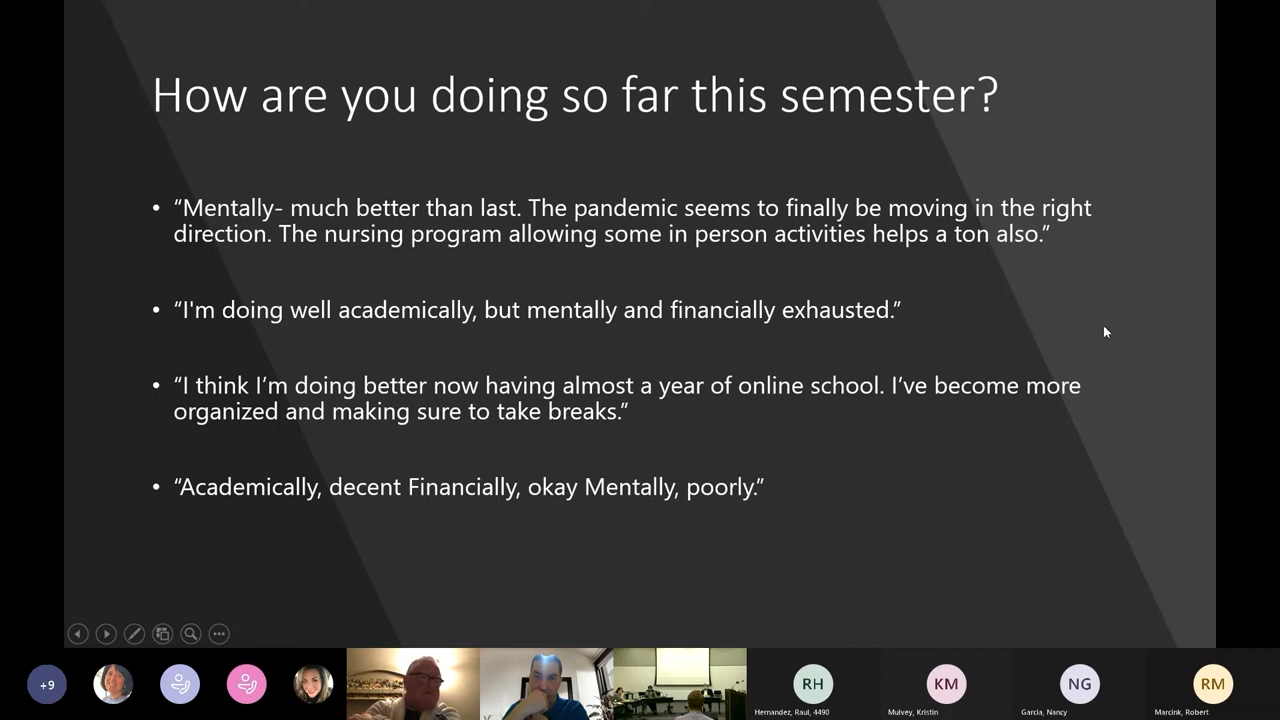 How are you doing so far this semester?
• “Mentally- much better than last. The pandemic seems to finally be moving in the right
direction. The nursing program allowing some in person activities helps a ton also.”
• “I'm doing well academically, but mentally and financially exhausted.”
• “I think I’m doing better now having almost a year of online school. I’ve become more
organized and making sure to take breaks.”
• “Academically, decent Financially, okay Mentally, poorly.”
+9
RH
KM
NG
RM
Hernandez, Raul, 4490
Mulvey, Kristin
Garcia, Nancy
Marcink, Robert